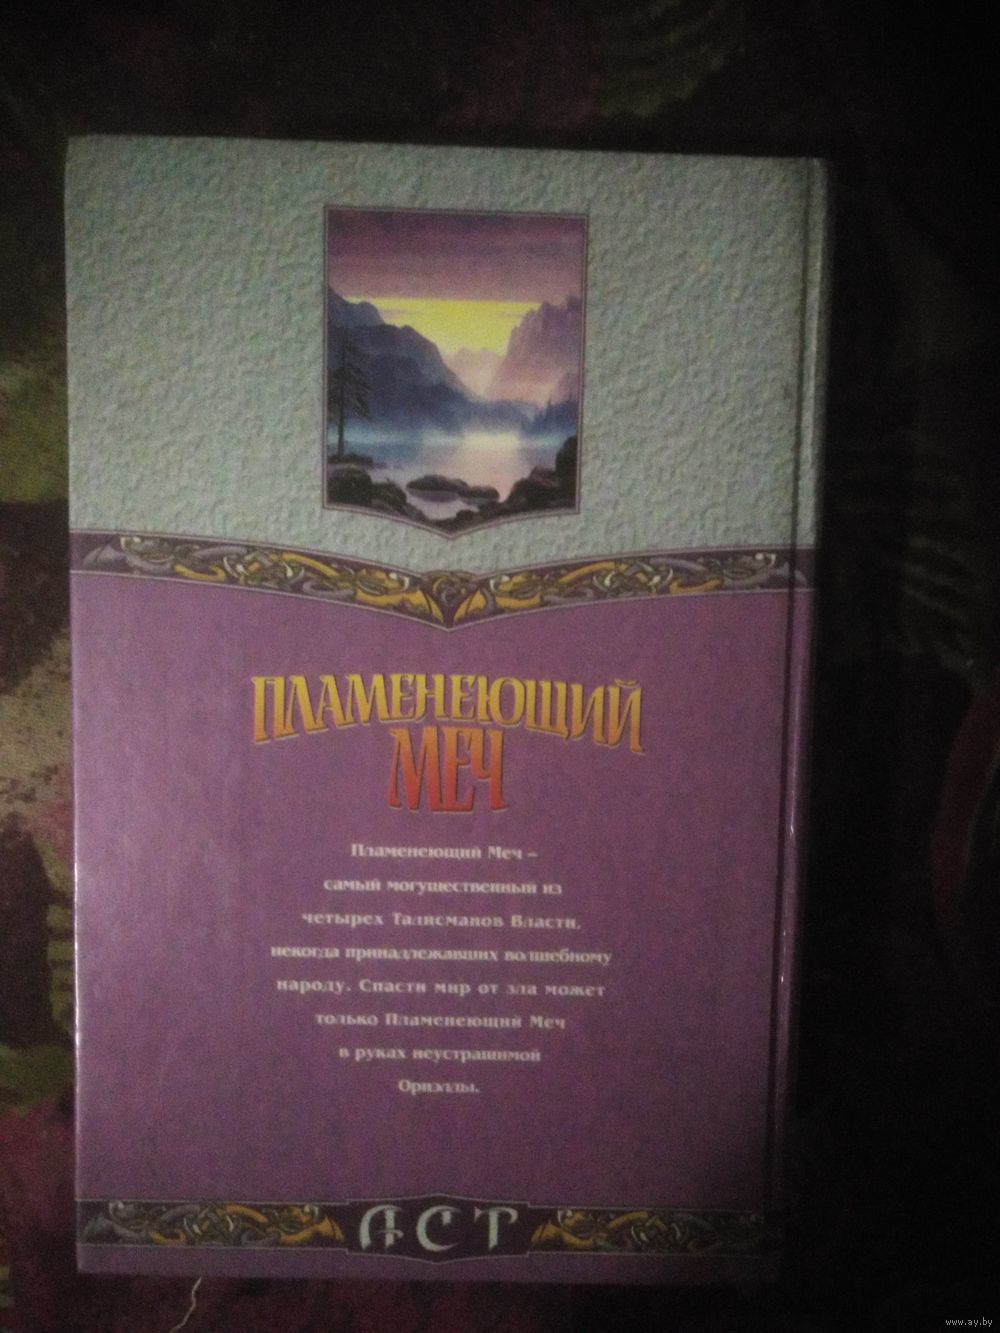 ПЛАМЕНЕЮЩИЙ
МЕЧ
Пламенеющий Меч –
самый могущественный из
четырех Талисманов Власти,
некогда принадлежавших волшебному
народу. Спасти мир от зла может
только Пламенеющий Меч
в руках неустрашимой
Ориэллы.
АСТ
www.ay.by